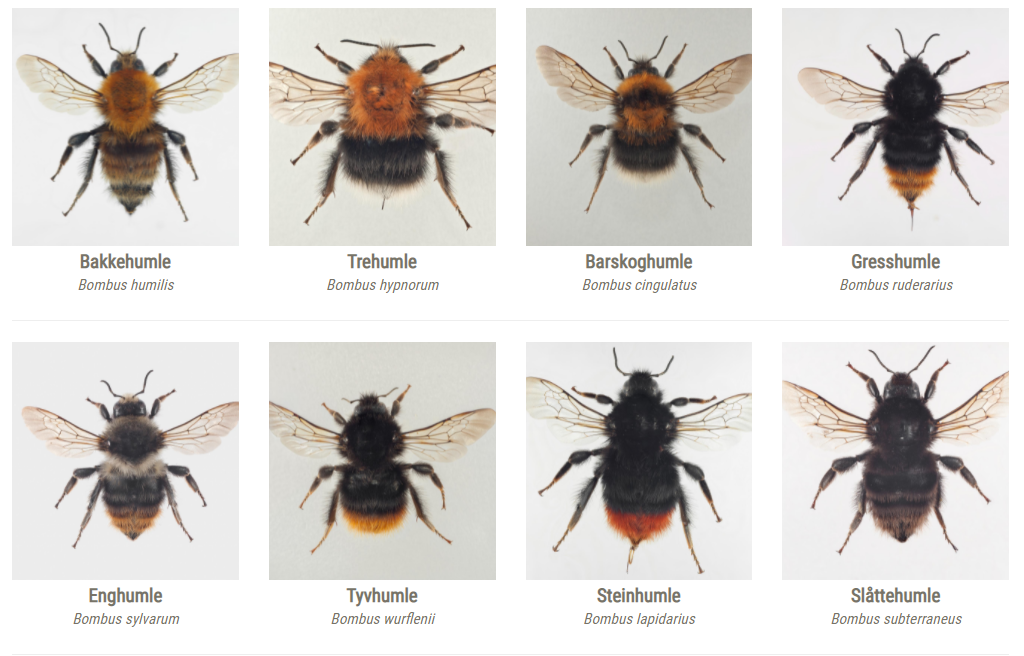 Bakkehumle
Bombus humilis
Trehumle
Bombus hypnorum
Barskoghumle
Bombus cingulatus
Gresshumle
Bombus ruderarius
Enghumle
Bombus sylvarum
Tyvhumle
Bombus wurflenii
Steinhumle
Bombus lapidarius
Slåttehumle
Bombus subterraneus